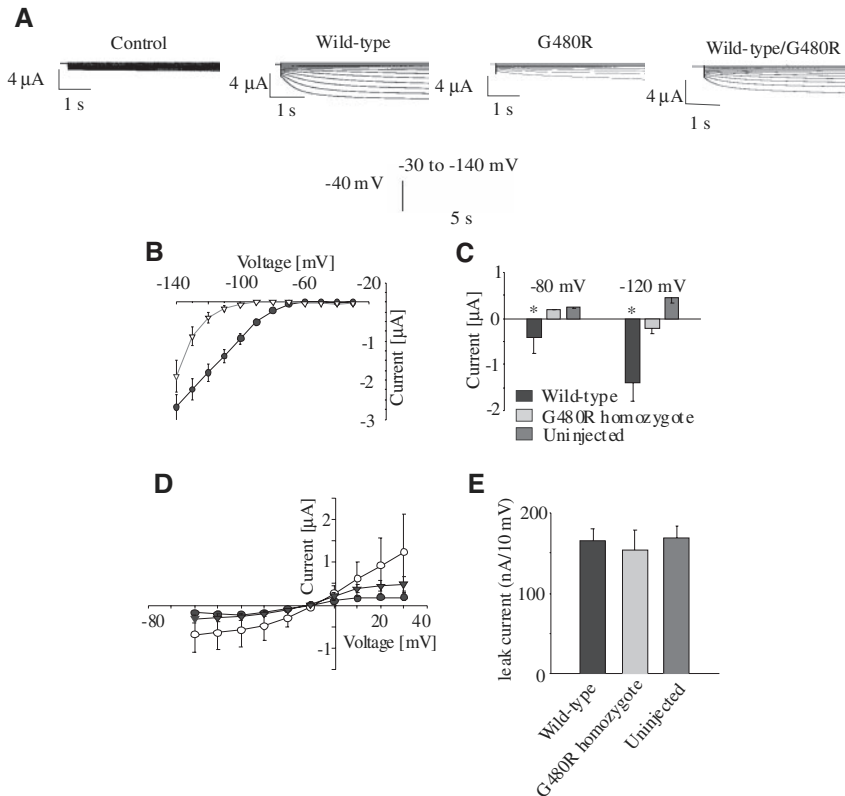 A
Control
Wild-type
G480R
Wild-type/G480R
4 µA
1 s
4 µA
1 s
4 µA
1 s
4 µA
1 s
-30 to -140 mV
-40 mV
5 s
B
Voltage [mV]
-140
-100
-60
-20
-1
-2
-3
Current [µA]
C
-80 mV
-120 mV
1
0
-1
-2
Current [µA]
*
*
Wild-type
G480R homozygote
Uninjected
D
Current [µA]
2
1
-1
-80
20
40
Voltage [mV]
E
leak current (nA/10 mV)
200
100
0
Wild-type
G480R homozygote
Uninjected